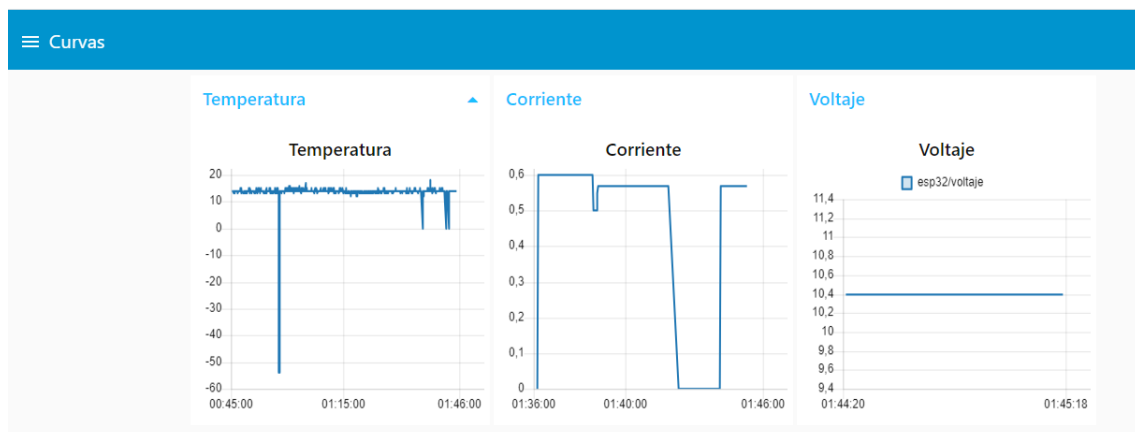 Curvas
Temperatura
Temperatura
20
10
0
-10
-20
-30
-40
-50
-60
00:45:00 01:15:00 01:46:00
Corriente
Corriente
0,6
0,5
0,4
0,3
0,2
0,1
0
01:36:00 01:40:00 01:46:00
Voltaje
Voltaje
esp32/voltaje
11,4
11,2
11
10,8
10,6
10,4
10,2
10
9,8
9,6
9,4
01:44:20 01:45:18